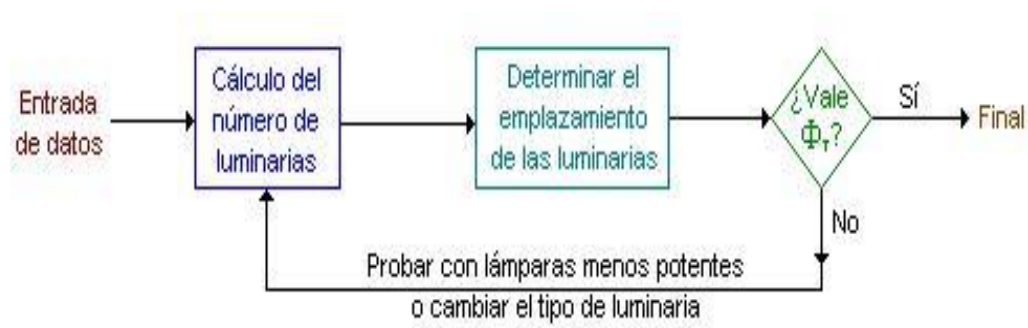 Entrada
de datos
Cálculo del
número de
luminarias
Determinar el
emplazamiento
de las luminarias
¿Vale
Φ_T?
Sí
Final
No
Probar con lámparas menos potentes
o cambiar el tipo de luminaria